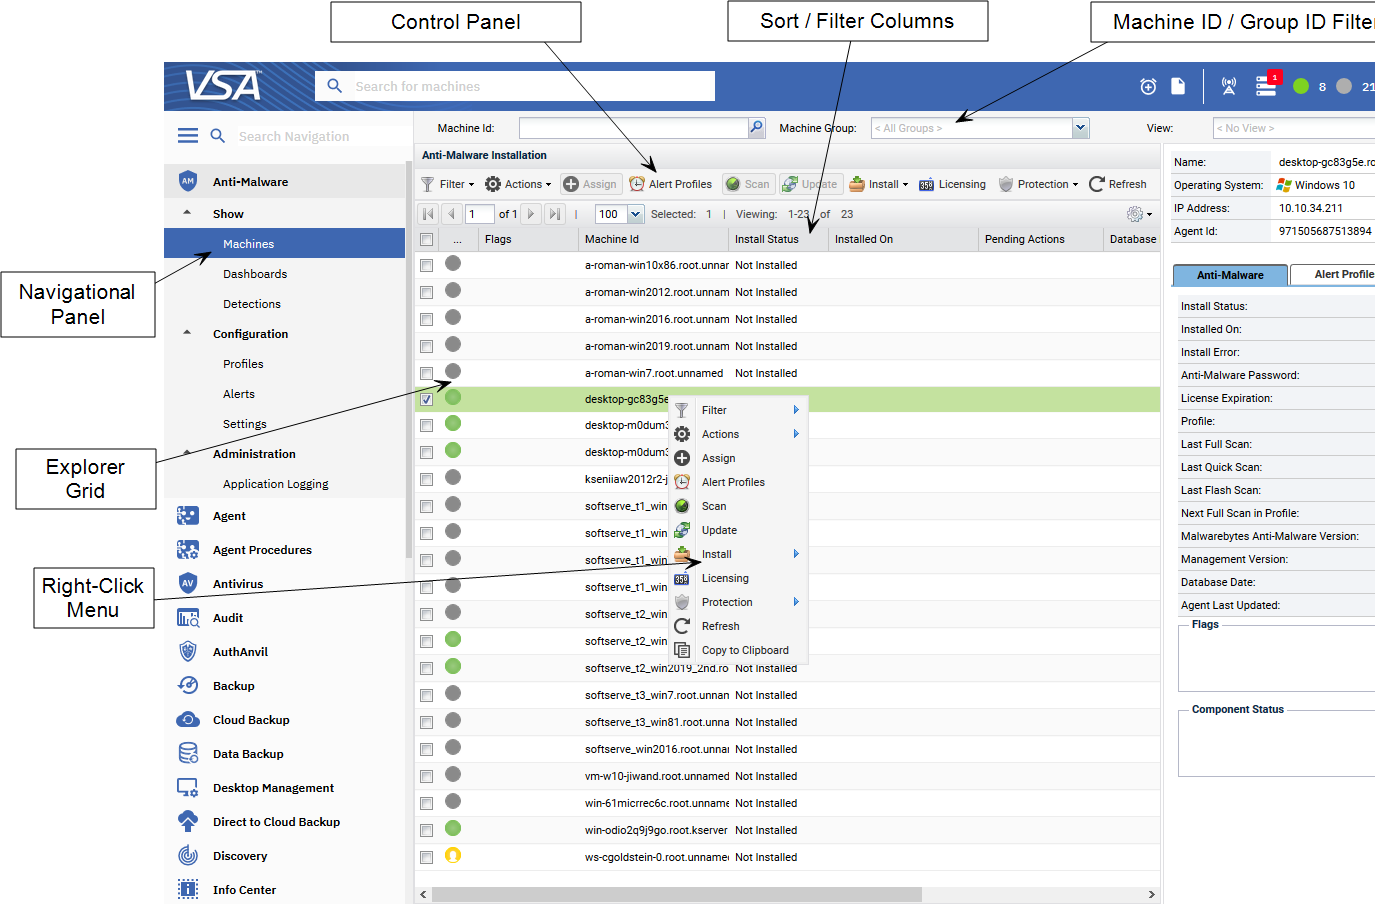 Control Panel
Sort / Filter Columns
Machine ID / Group ID Filter
VSA
Search for machines
1
8
21
Search Navigation
Machine Id:
Machine Group:
< All Groups >
View:
< No View >
Anti-Malware Installation
Filter
Actions
Assign
Alert Profiles
Scan
Update
Install
Licensing
Protection
Refresh
1
of 1
100
Selected: 1
Viewing: 1-23 of 23
...
Flags
Machine Id
Install Status
Installed On
Pending Actions
Database
a-roman-win10x86.root.unnar
Not Installed
a-roman-win2012.root.unnam
Not Installed
a-roman-win2016.root.unnam
Not Installed
a-roman-win2019.root.unnam
Not Installed
a-roman-win7.root.unnamed
Not Installed
desktop-gc83g5e
desktop-m0dum3
desktop-m0dum3
kseniiaw2012r2-j
softserve_t1_win
softserve_t1_win
softserve_t1_win
softserve_t1_win
softserve_t2_win
softserve_t2_win
softserve_t2_win2019_2nd.ro
Not Installed
softserve_t3_win7.root.unnan
Not Installed
softserve_t3_win81.root.unna
Not Installed
softserve_win2016.root.unnar
Not Installed
vm-w10-jiwand.root.unnamed
Not Installed
win-61micrrec6c.root.unname
Not Installed
win-odio2q9j9go.root.kserver
Not Installed
ws-cgoldstein-0.root.unnamed
Not Installed
Filter
Actions
Assign
Alert Profiles
Scan
Update
Install
358
Licensing
Protection
Refresh
Copy to Clipboard
AM
Anti-Malware
Show
Machines
Dashboards
Detections
Configuration
Profiles
Alerts
Settings
Administration
Application Logging
Agent
Agent Procedures
AV
Antivirus
Audit
AuthAnvil
Backup
Cloud Backup
Data Backup
Desktop Management
Direct to Cloud Backup
Discovery
Info Center
Navigational
Panel
Explorer
Grid
Right-Click
Menu
Name:
desktop-gc83g5e.ro
Operating System:
Windows 10
IP Address:
10.10.34.211
Agent Id:
971505687513894
Anti-Malware
Alert Profile
Install Status:
Installed On:
Install Error:
Anti-Malware Password:
License Expiration:
Profile:
Last Full Scan:
Last Quick Scan:
Last Flash Scan:
Next Full Scan in Profile:
Malwarebytes Anti-Malware Version:
Management Version:
Database Date:
Agent Last Updated:
Flags
Component Status